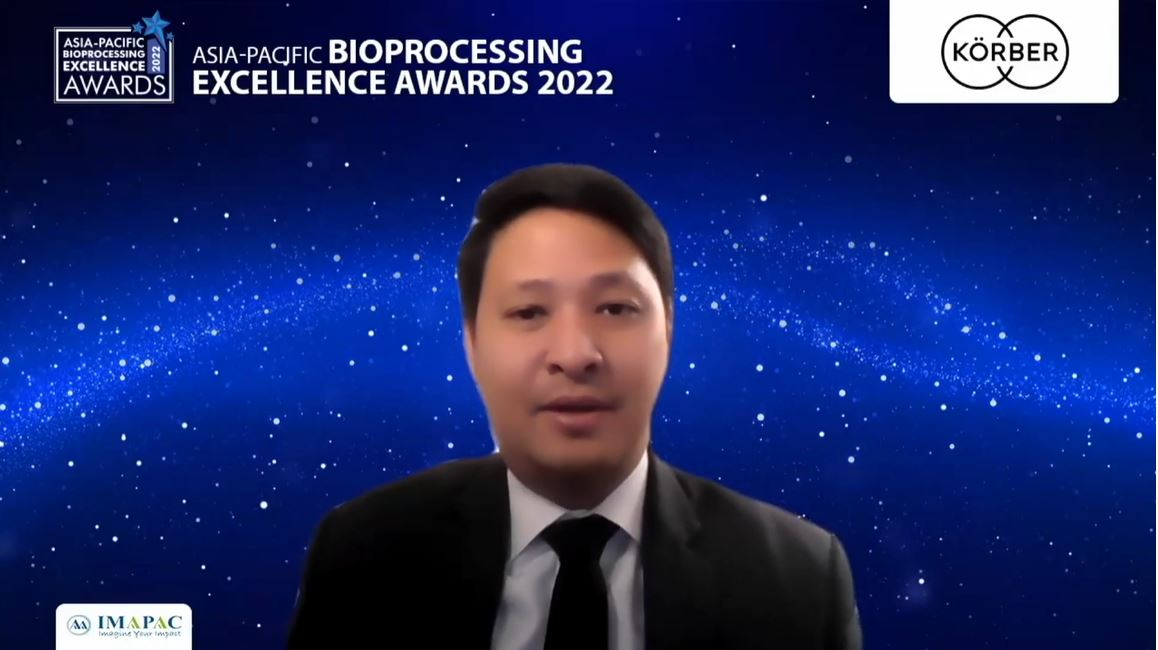 ASIA-PACIFIC
BIOPROCESSING
EXCELLENCE
AWARDS
2022
ASIA-PACIFIC BIOPROCESSING
EXCELLENCE AWARDS 2022
KÖRBER
IMAPAC
Imagine Your Impact